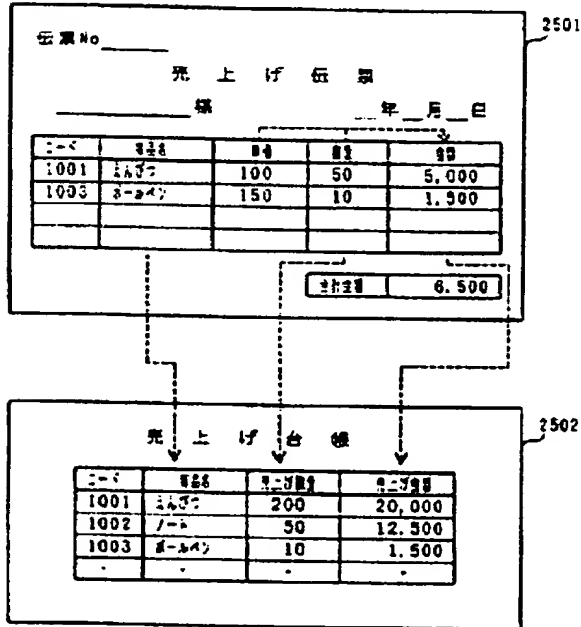 2501
伝票No
売上げ伝票
様 年 月 日
コード 商品名 単価 数量 金額
1001 えんぴつ 100 50 5,000
1003 ボールペン 150 10 1,500
合計金額 6,500
2502
売上げ台帳
コード 商品名 売上げ数量 売上げ金額
1001 えんぴつ 200 20,000
1002 ノート 50 12,500
1003 ボールペン 10 1,500